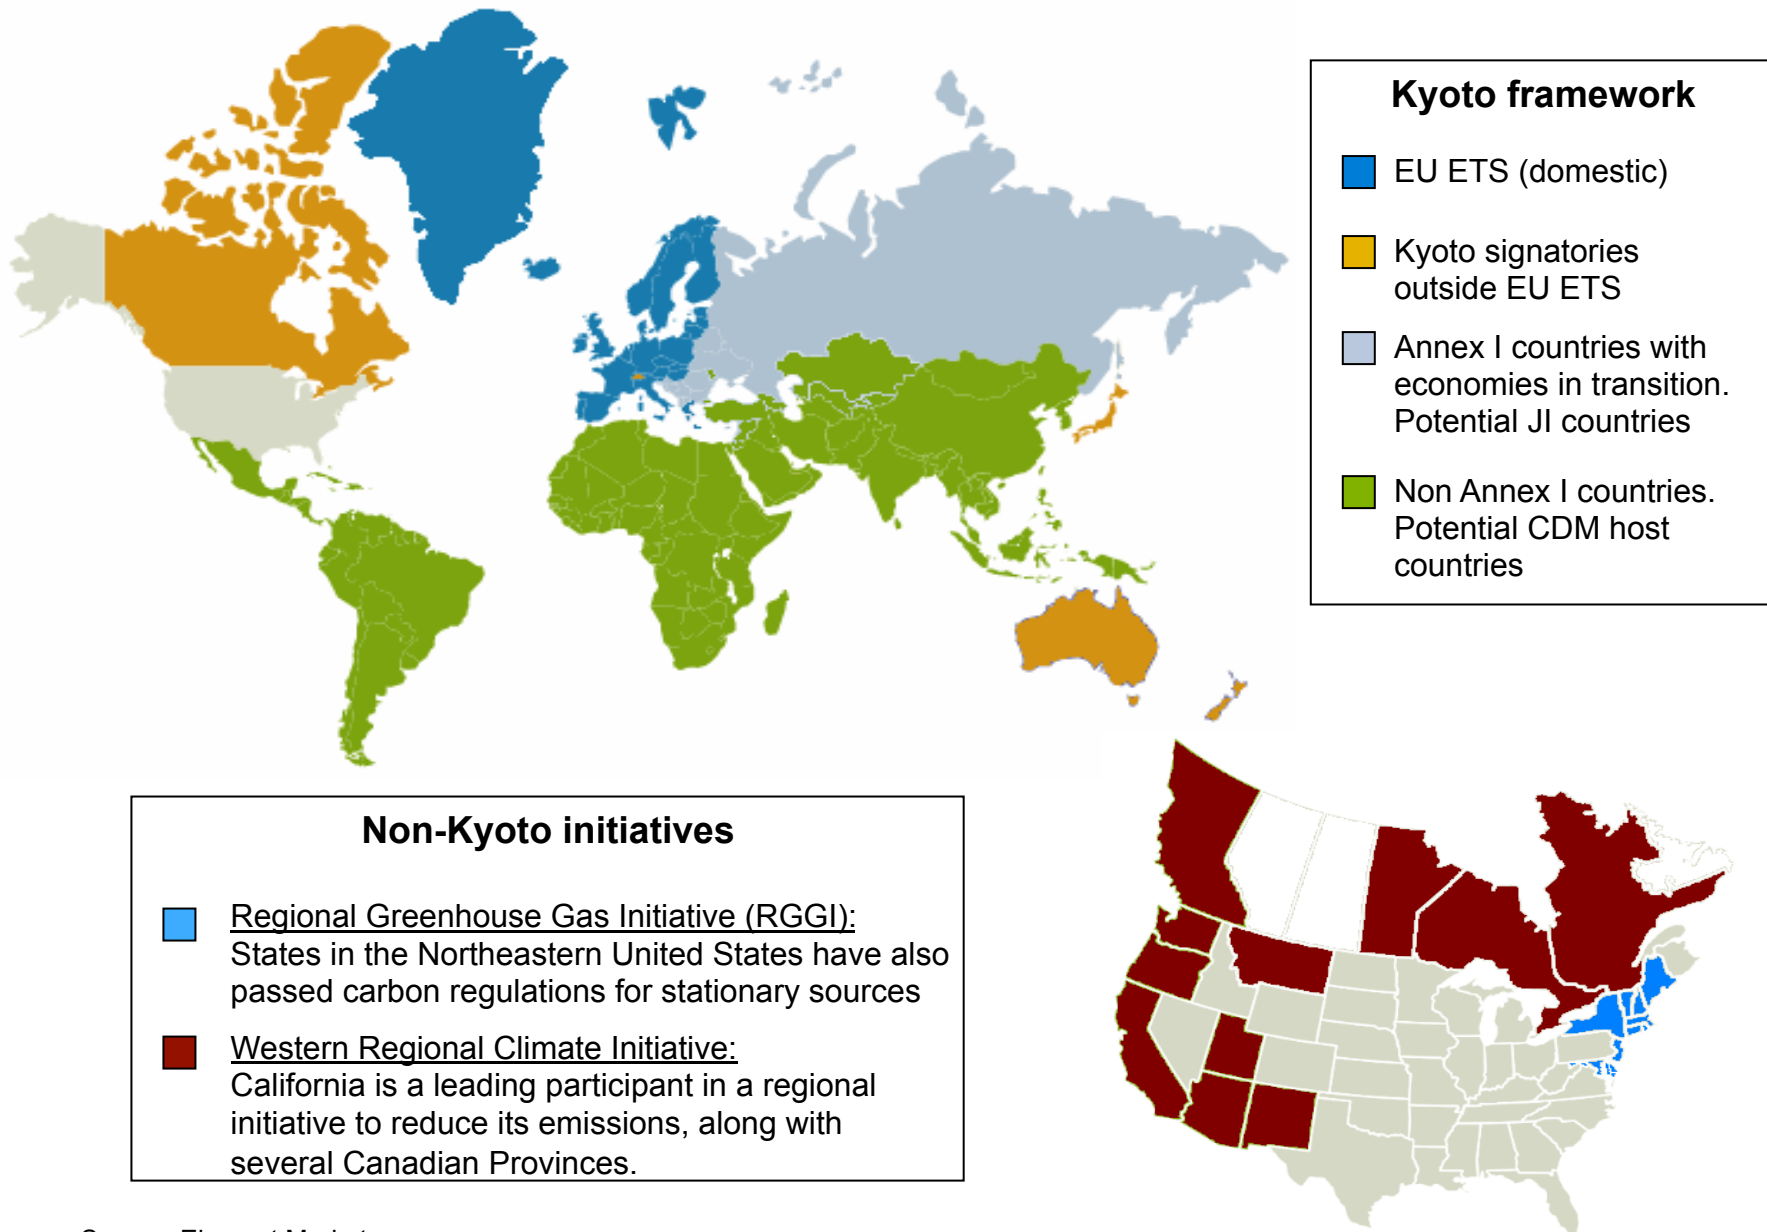 Kyoto framework
EU ETS (domestic)
Kyoto signatories
outside EU ETS
Annex I countries with
economies in transition.
Potential JI countries
Non Annex I countries.
Potential CDM host
countries
Non-Kyoto initiatives
Regional Greenhouse Gas Initiative (RGGI):
States in the Northeastern United States have also
passed carbon regulations for stationary sources
Western Regional Climate Initiative:
California is a leading participant in a regional
initiative to reduce its emissions, along with
several Canadian Provinces.